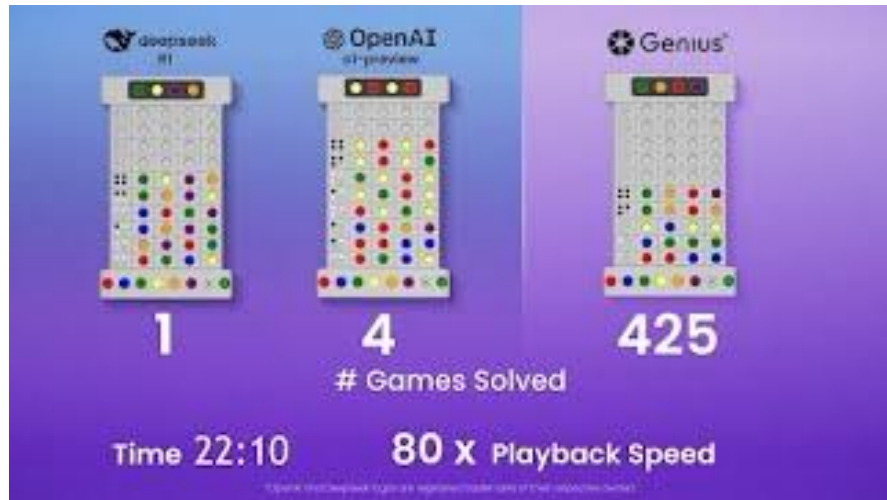 deepseek
R1
OpenAI
o1-preview
Genius
1
4
425
# Games Solved
Time 22:10
80 x Playback Speed